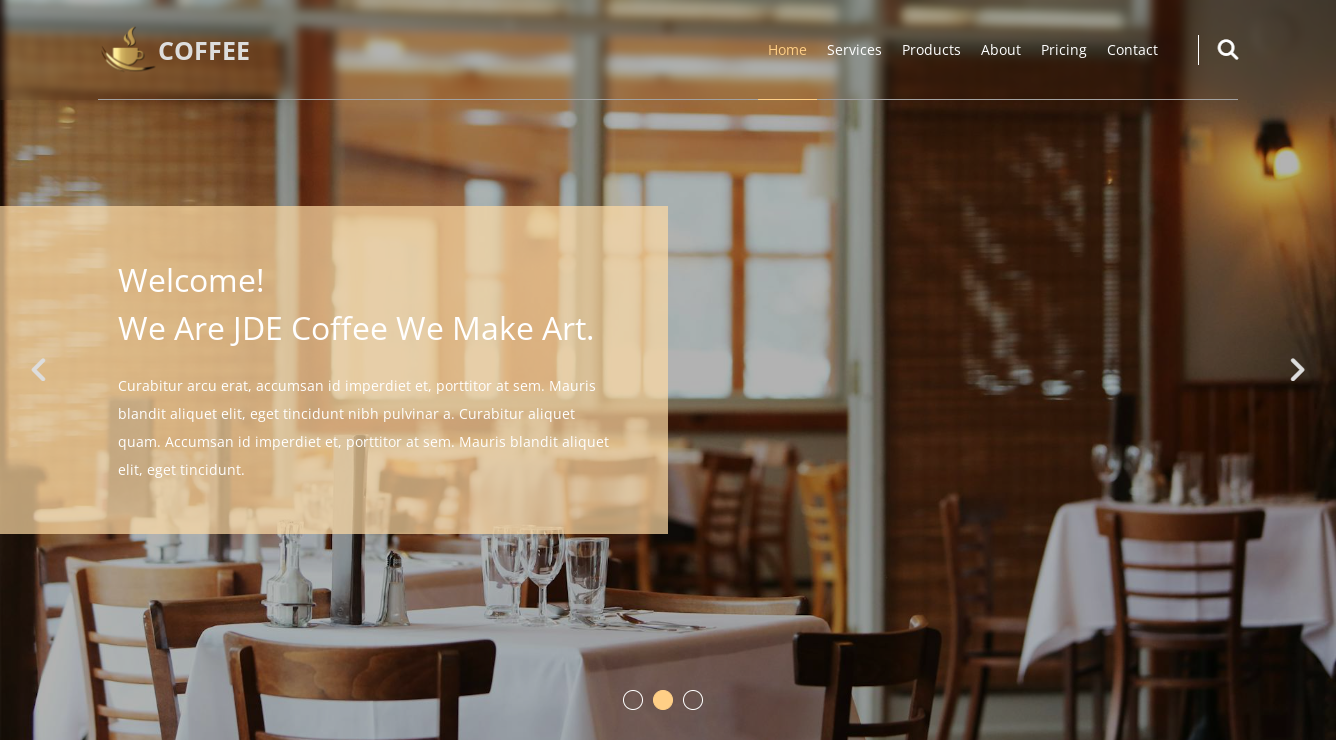 COFFEE
Home Services Products About Pricing Contact
Welcome!
We Are JDE Coffee We Make Art.
Curabitur arcu erat, accumsan id imperdiet et, porttitor at sem. Mauris
blandit aliquet elit, eget tincidunt nibh pulvinar a. Curabitur aliquet
quam. Accumsan id imperdiet et, porttitor at sem. Mauris blandit aliquet
elit, eget tincidunt.